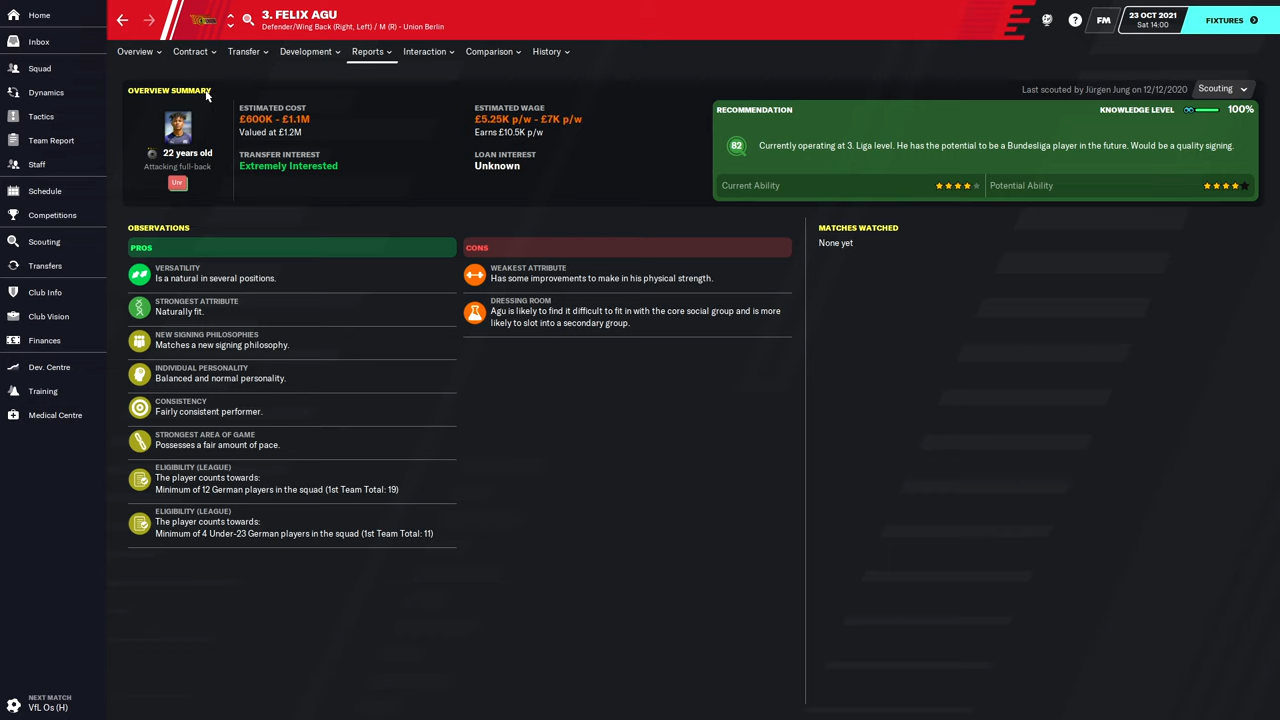 3. FELIX AGU
Defender/Wing Back (Right, Left) / M (R) - Union Berlin
FM
23 OCT 2021
Sat 14:00
FIXTURES
Home
Inbox
Squad
Dynamics
Tactics
Team Report
Staff
Schedule
Competitions
Scouting
Transfers
Club Info
Club Vision
Finances
Dev. Centre
Training
Medical Centre
NEXT MATCH
VfL Os (H)
Overview
Contract
Transfer
Development
Reports
Interaction
Comparison
History
OVERVIEW SUMMARY
Last scouted by Jürgen Jung on 12/12/2020
Scouting
22 years old
Attacking full-back
Unr
ESTIMATED COST
£600K - £1.1M
Valued at £1.2M
TRANSFER INTEREST
Extremely Interested
ESTIMATED WAGE
£5.25K p/w - £7K p/w
Earns £10.5K p/w
LOAN INTEREST
Unknown
RECOMMENDATION
KNOWLEDGE LEVEL
100%
82
Currently operating at 3. Liga level. He has the potential to be a Bundesliga player in the future. Would be a quality signing.
Current Ability
Potential Ability
OBSERVATIONS
PROS
VERSATILITY
Is a natural in several positions.
STRONGEST ATTRIBUTE
Naturally fit.
NEW SIGNING PHILOSOPHIES
Matches a new signing philosophy.
INDIVIDUAL PERSONALITY
Balanced and normal personality.
CONSISTENCY
Fairly consistent performer.
STRONGEST AREA OF GAME
Possesses a fair amount of pace.
ELIGIBILITY (LEAGUE)
The player counts towards:
Minimum of 12 German players in the squad (1st Team Total: 19)
ELIGIBILITY (LEAGUE)
The player counts towards:
Minimum of 4 Under-23 German players in the squad (1st Team Total: 11)
CONS
WEAKEST ATTRIBUTE
Has some improvements to make in his physical strength.
DRESSING ROOM
Agu is likely to find it difficult to fit in with the core social group and is more
likely to slot into a secondary group.
MATCHES WATCHED
None yet